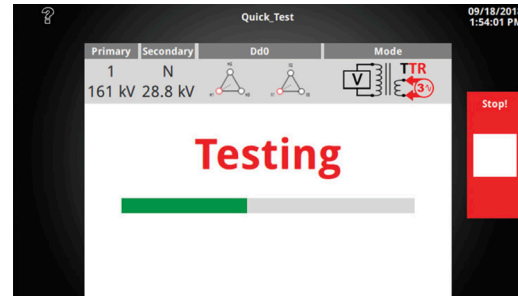 Quick_Test
09/18/2018
1:54:01 PM
Primary Secondary Dd0 Mode
1 N
161 kV 28.8 kV
V
TTR
3
Testing
Stop!